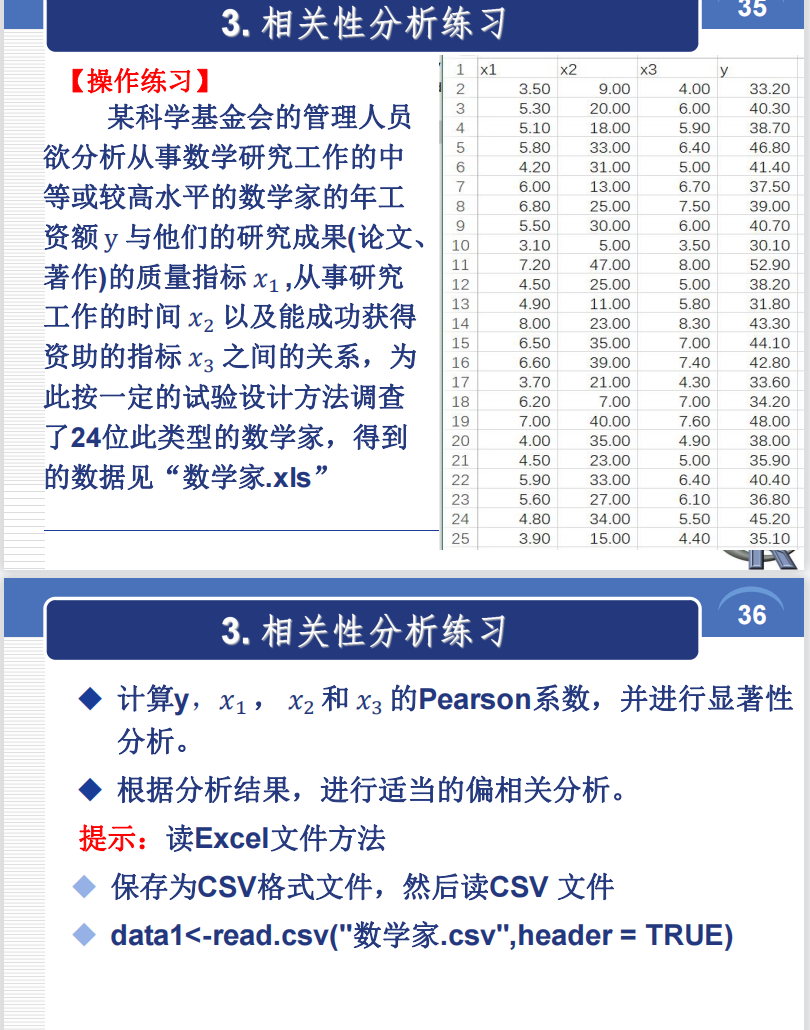 3. 相关性分析练习
35
【操作练习】
某科学基金会的管理人员
欲分析从事数学研究工作的中
等或较高水平的数学家的年工
资额 y 与他们的研究成果(论文、
著作)的质量指标 x₁ ,从事研究
工作的时间 x₂ 以及能成功获得
资助的指标 x₃ 之间的关系，为
此按一定的试验设计方法调查
了24位此类型的数学家，得到
的数据见“数学家.xls”
1 x1 x2 x3 y
2 3.50 9.00 4.00 33.20
3 5.30 20.00 6.00 40.30
4 5.10 18.00 5.90 38.70
5 5.80 33.00 6.40 46.80
6 4.20 31.00 5.00 41.40
7 6.00 13.00 6.70 37.50
8 6.80 25.00 7.50 39.00
9 5.50 30.00 6.00 40.70
10 3.10 5.00 3.50 30.10
11 7.20 47.00 8.00 52.90
12 4.50 25.00 5.00 38.20
13 4.90 11.00 5.80 31.80
14 8.00 23.00 8.30 43.30
15 6.50 35.00 7.00 44.10
16 6.60 39.00 7.40 42.80
17 3.70 21.00 4.30 33.60
18 6.20 7.00 7.00 34.20
19 7.00 40.00 7.60 48.00
20 4.00 35.00 4.90 38.00
21 4.50 23.00 5.00 35.90
22 5.90 33.00 6.40 40.40
23 5.60 27.00 6.10 36.80
24 4.80 34.00 5.50 45.20
25 3.90 15.00 4.40 35.10
3. 相关性分析练习
36
计算y，x₁ ， x₂ 和 x₃ 的Pearson系数，并进行显著性
分析。
根据分析结果，进行适当的偏相关分析。
提示：读Excel文件方法
保存为CSV格式文件，然后读CSV 文件
data1<-read.csv("数学家.csv",header = TRUE)